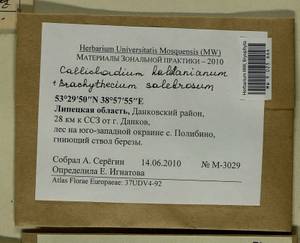 Herbarium Universitatis Mosquensis (MW)
Материалы Зональной практики – 2010
Callicladium haldanianum
+ Brachythecium salebrosum
53°29'50"N 38°57'55"E
Липецкая область, Данковский район,
28 км к ССЗ от г. Данков,
лес на юго-западной окраине с. Полибино,
гниющий ствол березы.
Собрал А. Серёгин 14.06.2010 № М-3029
Определила Е. Игнатова
Atlas Florae Europaeae: 37UDV4-92